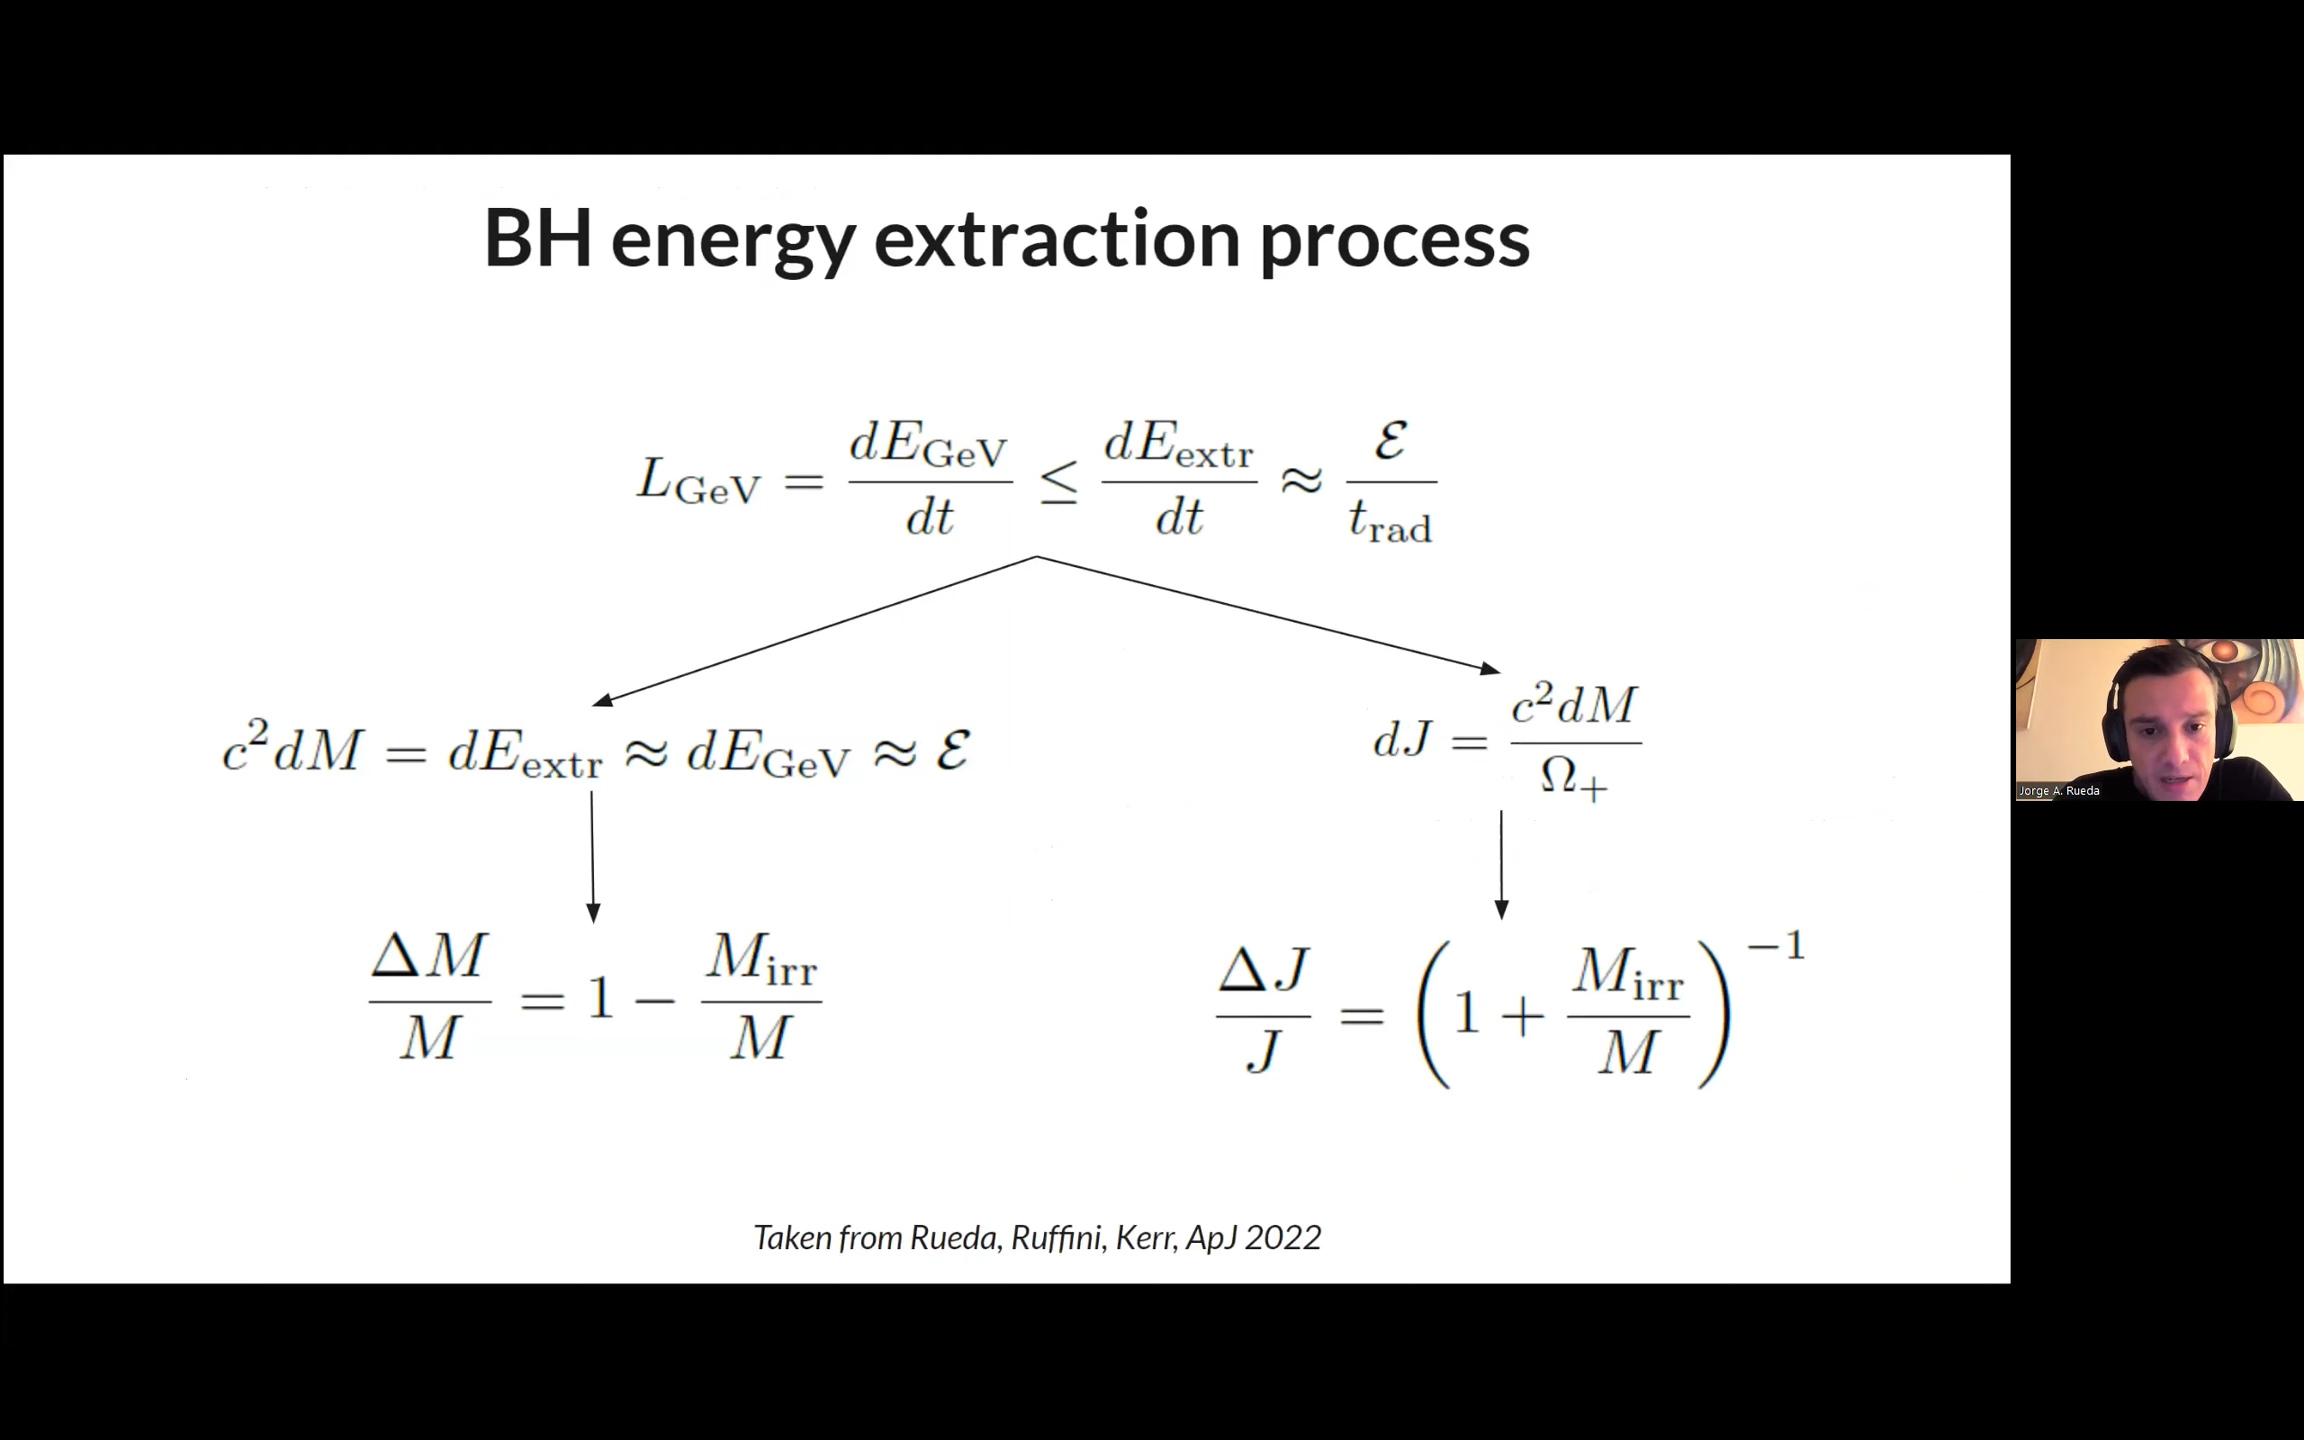 BH energy extraction process
L_GeV = dE_GeV/dt ≤ dE_extr/dt ≈ ℰ/t_rad
c²dM = dE_extr ≈ dE_GeV ≈ ℰ
dJ = c²dM/Ω₊
ΔM/M = 1 − M_irr/M
ΔJ/J = (1 + M_irr/M)⁻¹
Taken from Rueda, Ruffini, Kerr, ApJ 2022
Jorge A. Rueda